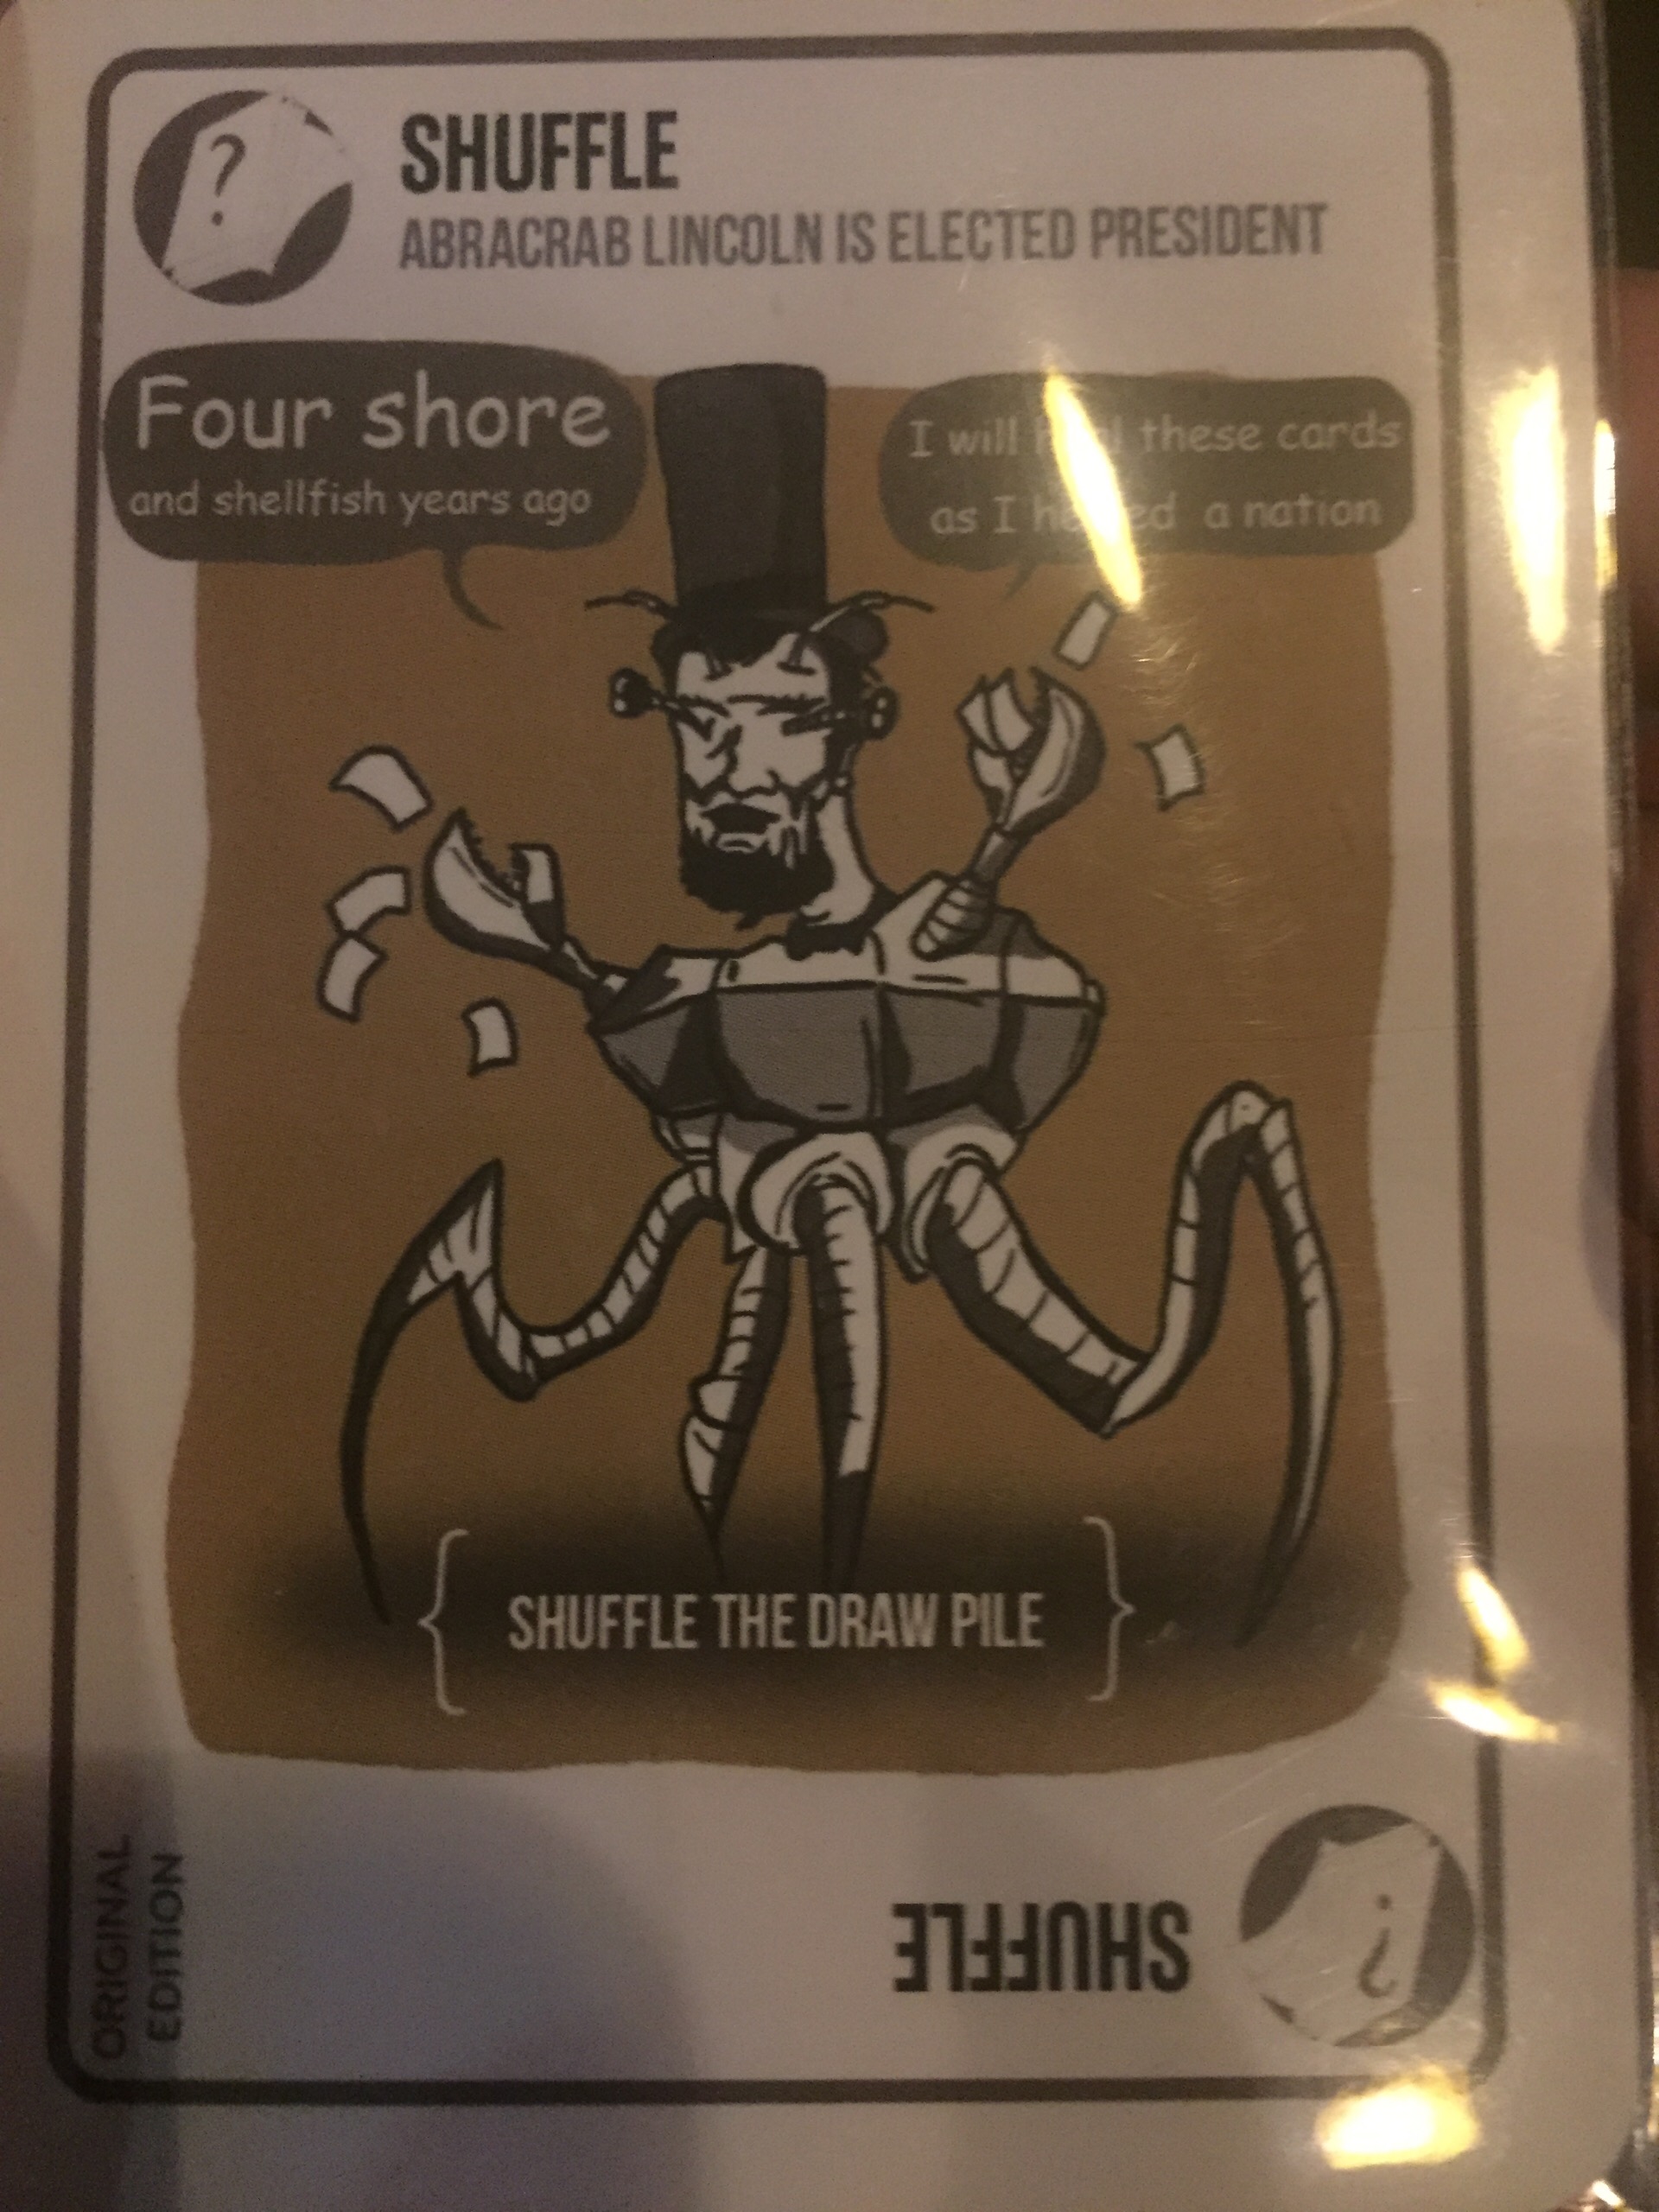 ?
SHUFFLE
ABRACRAB LINCOLN IS ELECTED PRESIDENT
Four shore
and shellfish years ago
I will these cards
as I a nation
SHUFFLE THE DRAW PILE
ORIGINAL
EDITION
SHUFFLE
?